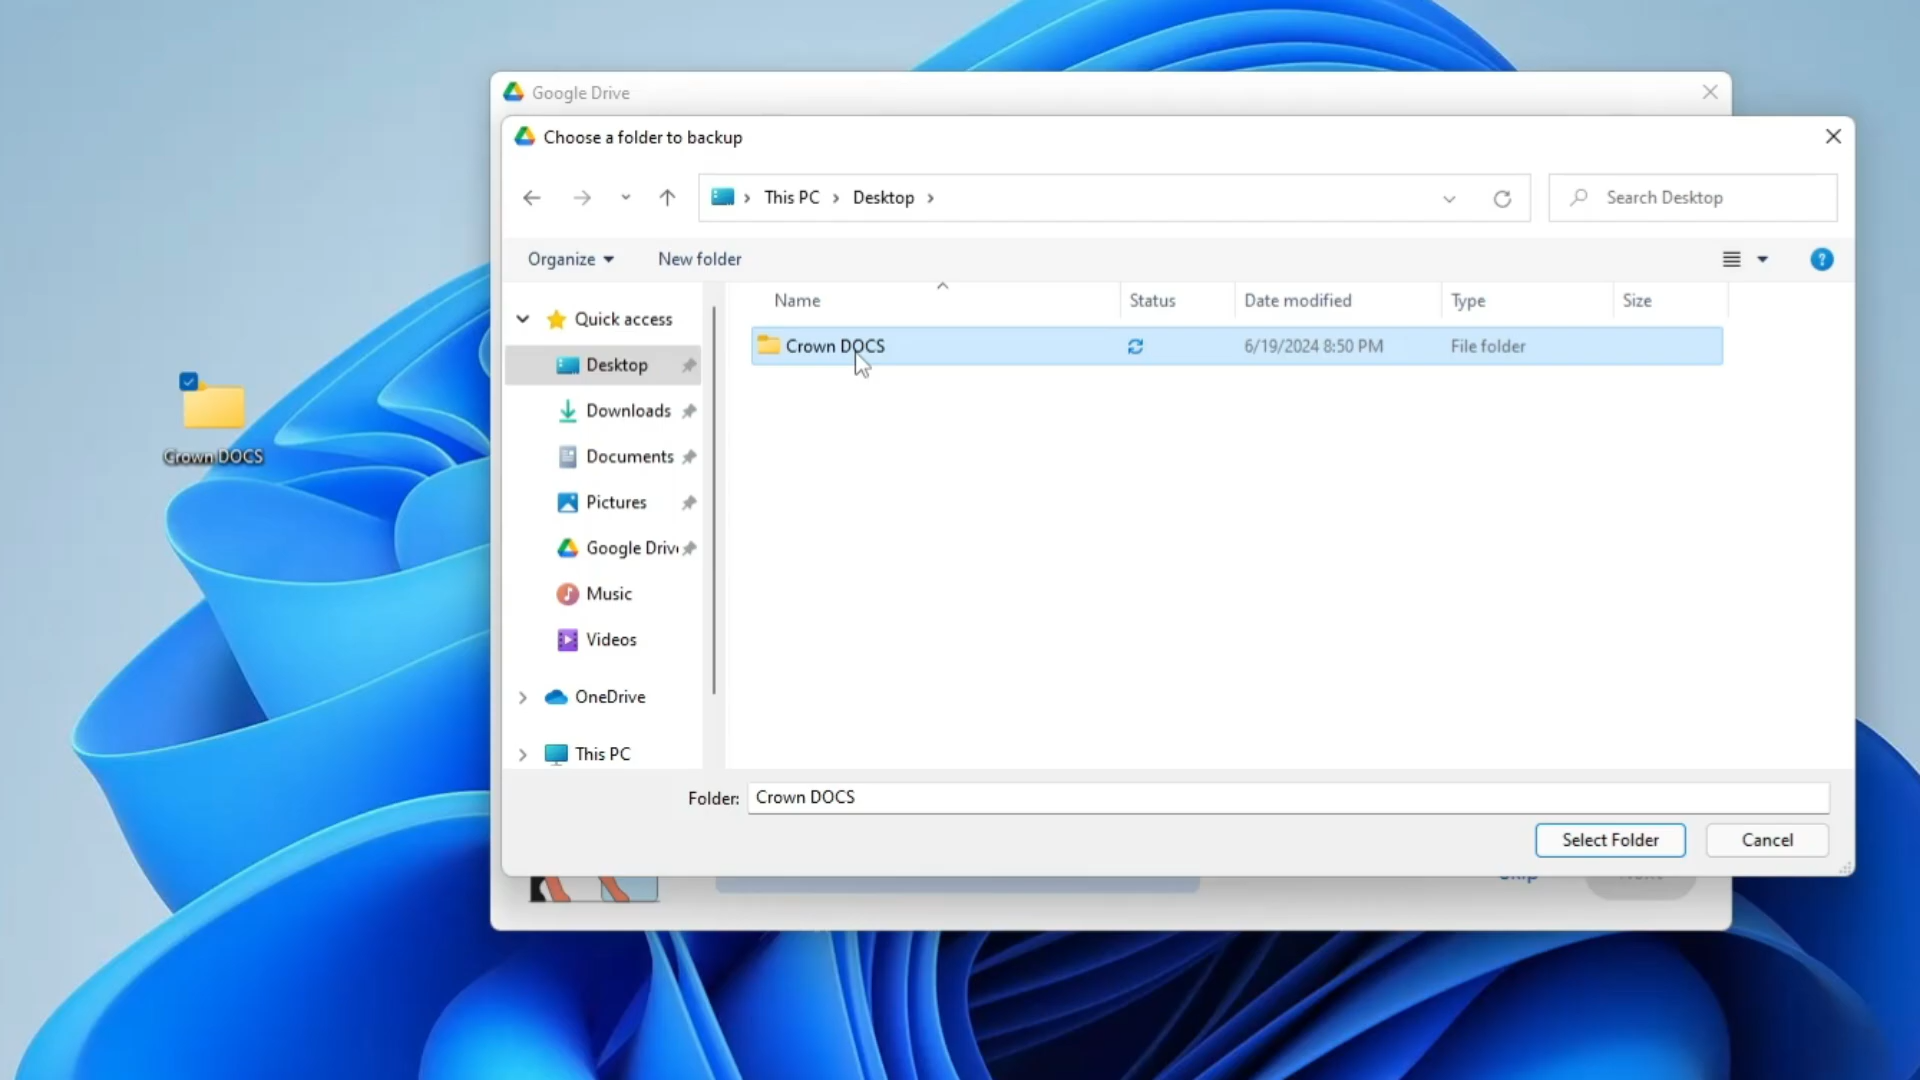 Google Drive
Choose a folder to backup
This PC
Desktop
Search Desktop
Organize
New folder
Name
Status
Date modified
Type
Size
Quick access
Desktop
Downloads
Documents
Pictures
Google Driv
Music
Videos
OneDrive
This PC
Crown DOCS
6/19/2024 8:50 PM
File folder
Crown DOCS
Folder:
Crown DOCS
Select Folder
Cancel